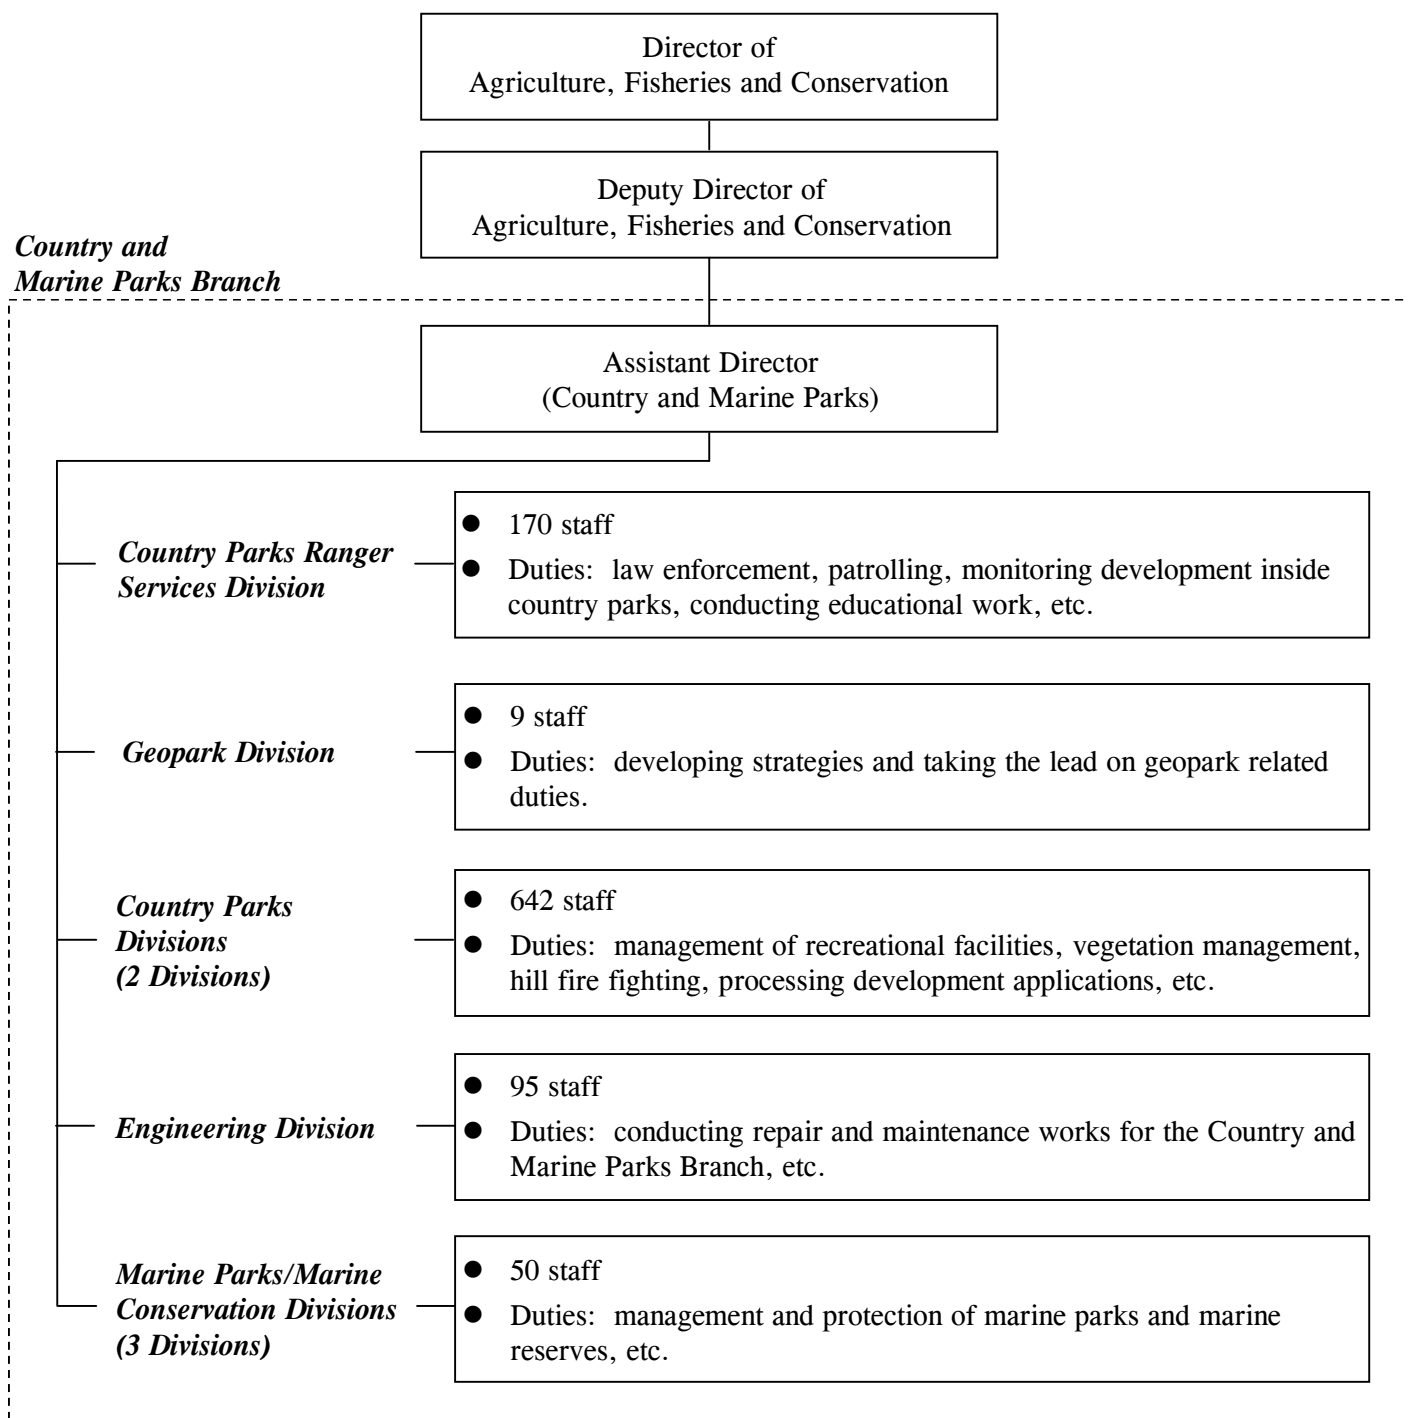 Director of
Agriculture, Fisheries and Conservation
Deputy Director of
Agriculture, Fisheries and Conservation
Country and
Marine Parks Branch
Assistant Director
(Country and Marine Parks)
Country Parks Ranger
Services Division
● 170 staff
● Duties: law enforcement, patrolling, monitoring development inside
country parks, conducting educational work, etc.
Geopark Division
● 9 staff
● Duties: developing strategies and taking the lead on geopark related
duties.
Country Parks
Divisions
(2 Divisions)
● 642 staff
● Duties: management of recreational facilities, vegetation management,
hill fire fighting, processing development applications, etc.
Engineering Division
● 95 staff
● Duties: conducting repair and maintenance works for the Country and
Marine Parks Branch, etc.
Marine Parks/Marine
Conservation Divisions
(3 Divisions)
● 50 staff
● Duties: management and protection of marine parks and marine
reserves, etc.